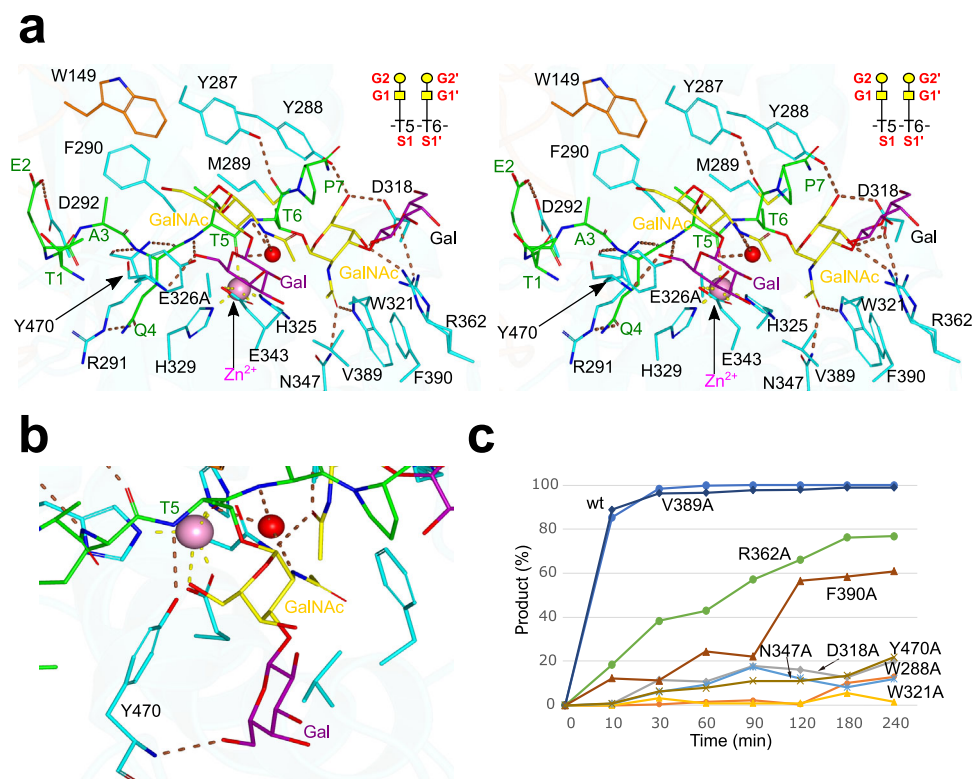 a
W149
Y287
Y288
G2
G2'
G1
G1'
-T5-T6-
S1
S1'
F290
M289
P7
D318
E2
D292
GalNAc
T6
A3
T5
Gal
T1
GalNAc
Gal
E326A
W321
Y470
Q4
H325
R362
R291
H329
E343
Zn²⁺
N347
V389
F390
W149
Y287
Y288
G2
G2'
G1
G1'
-T5-T6-
S1
S1'
F290
M289
P7
D318
E2
D292
GalNAc
T6
A3
T5
Gal
T1
GalNAc
Gal
E326A
W321
Y470
Q4
H325
R362
R291
H329
E343
Zn²⁺
N347
V389
F390
b
T5
GalNAc
Y470
Gal
c
Product (%)
100
80
60
40
20
0
wt
V389A
R362A
F390A
N347A
D318A
Y470A
W288A
W321A
0 10 30 60 90 120 180 240
Time (min)